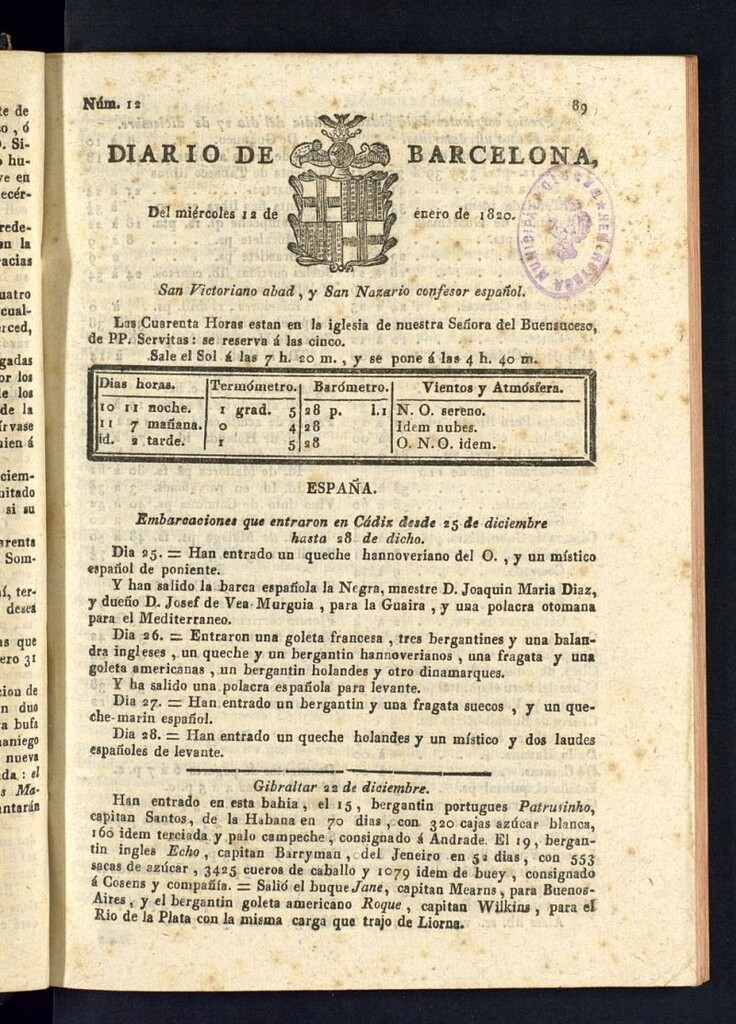 Núm. 12
89
DIARIO DE BARCELONA,
Del miércoles 12 de enero de 1820.
San Victoriano abad, y San Nazario confesor español.
Las Cuarenta Horas estan en la iglesia de nuestra Señora del Buensuceso,
de PP. Servitas: se reserva á las cinco.
Sale el Sol á las 7 h. 20 m., y se pone á las 4 h. 40 m.
Dias horas. Termómetro. Barómetro. Vientos y Atmósfera.
10 11 noche. 1 grad. 5 28 p. 1.1 N. O. sereno.
11 7 mañana. 0 4 28 Idem nubes.
id. 2 tarde. 1 5 28 O. N.O. idem.
ESPAÑA.
Embarcaciones que entraron en Cádiz desde 25 de diciembre
hasta 28 de dicho.
Dia 25. = Han entrado un queche hannoveriano del O., y un místico
español de poniente.
Y han salido la barca española la Negra, maestre D. Joaquin Maria Diaz,
y dueño D. Josef de Vea-Murguia, para la Guaira, y una polacra otomana
para el Mediterraneo.
Dia 26. = Entraron una goleta francesa, tres bergantines y una balan-
dra ingleses, un queche y un bergantin hannoverianos, una fragata y una
goleta americanas, un bergantin holandes y otro dinamarques.
Y ha salido una polacra española para levante.
Dia 27. = Han entrado un bergantin y una fragata suecos, y un que-
che-marin español.
Dia 28. = Han entrado un queche holandes y un místico y dos laudes
españoles de levante.
Gibraltar 22 de diciembre.
Han entrado en esta bahia, el 15, bergantin portugues Patrusinho,
capitan Santos, de la Habana en 70 dias, con 320 cajas azúcar blanca,
160 idem terciada y palo campeche, consignado á Andrade. El 19, bergan-
tin ingles Echo, capitan Barryman, del Jeneiro en 52 dias, con 553
sacas de azúcar, 3425 cueros de caballo y 1079 idem de buey, consignado
á Cosens y compañía. = Salió el buque Jane, capitan Mearns, para Buenos-
Aires, y el bergantin goleta americano Roque, capitan Wilkins, para el
Rio de la Plata con la misma carga que trajo de Liorna.